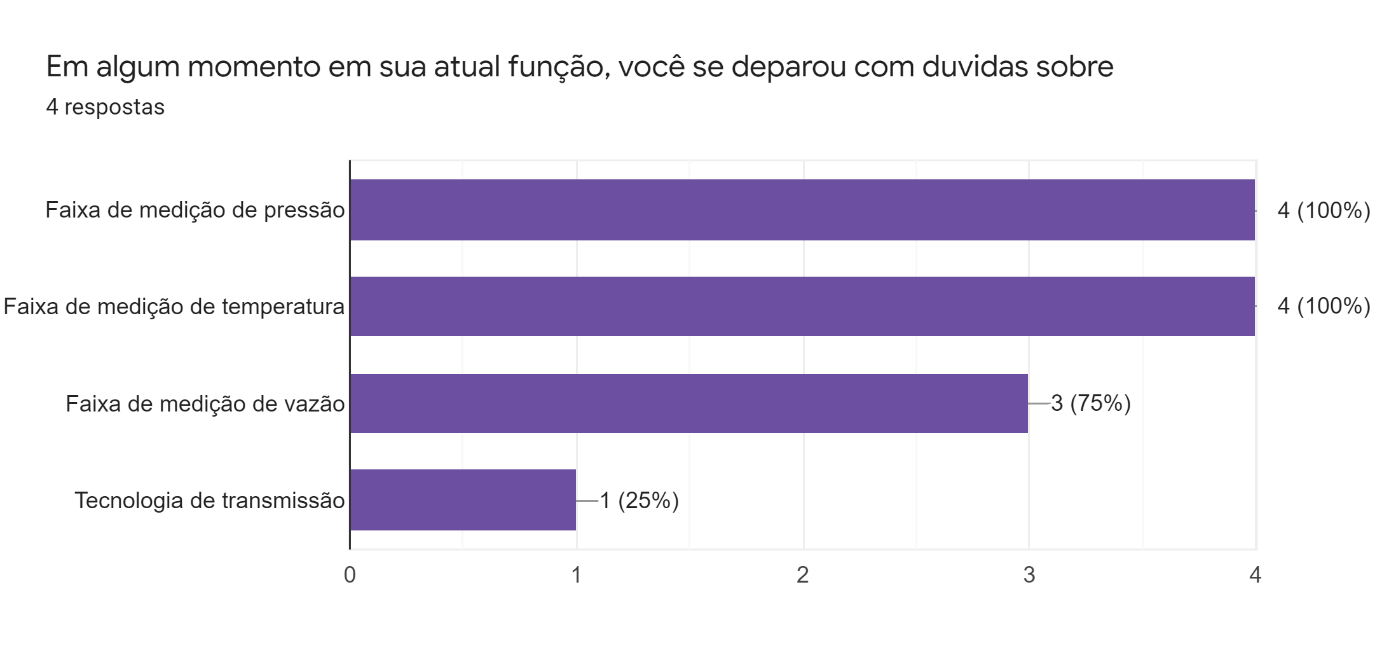 Em algum momento em sua atual função, você se deparou com duvidas sobre
4 respostas
Faixa de medição de pressão
4 (100%)
Faixa de medição de temperatura
4 (100%)
Faixa de medição de vazão
3 (75%)
Tecnologia de transmissão
1 (25%)
0 1 2 3 4